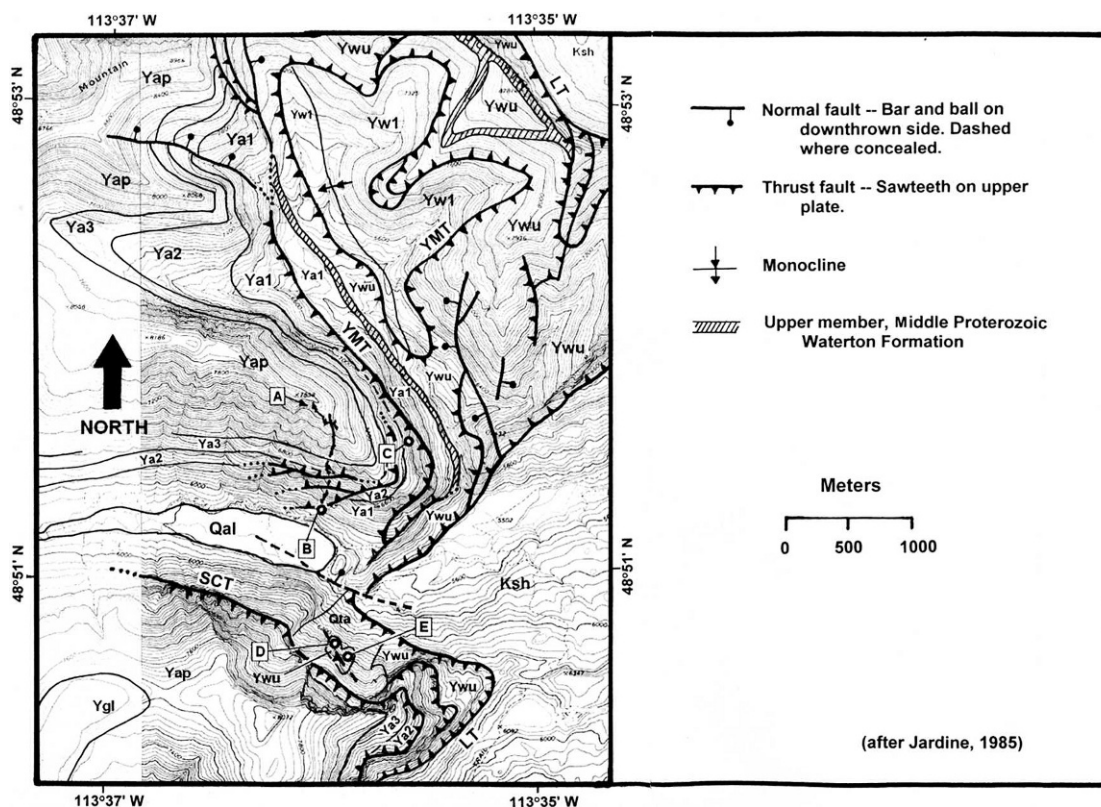 113°37' W
113°35' W
48°53' N
48°53' N
Mountain
Yap
Ywu
Ywu
Ksh
LT
Ya1
Yw1
Yw1
Ywu
Yap
Yw1
Ya3
Ya2
Ya1
Ya1
YMT
Ywu
Ywu
YMT
Yap
Ywu
Ywu
A
NORTH
Ya1
Ya3
C
Ya2
Ya2
Ya1
Qal
B
Ywu
48°51' N
48°51' N
SCT
Ksh
Qta
E
D
Ywu
Yap
Ywu
Ywu
Ygl
Ya3
Ya2
LT
113°37' W
113°35' W
Normal fault -- Bar and ball on
downthrown side. Dashed
where concealed.
Thrust fault -- Sawteeth on upper
plate.
Monocline
Upper member, Middle Proterozoic
Waterton Formation
Meters
0 500 1000
(after Jardine, 1985)